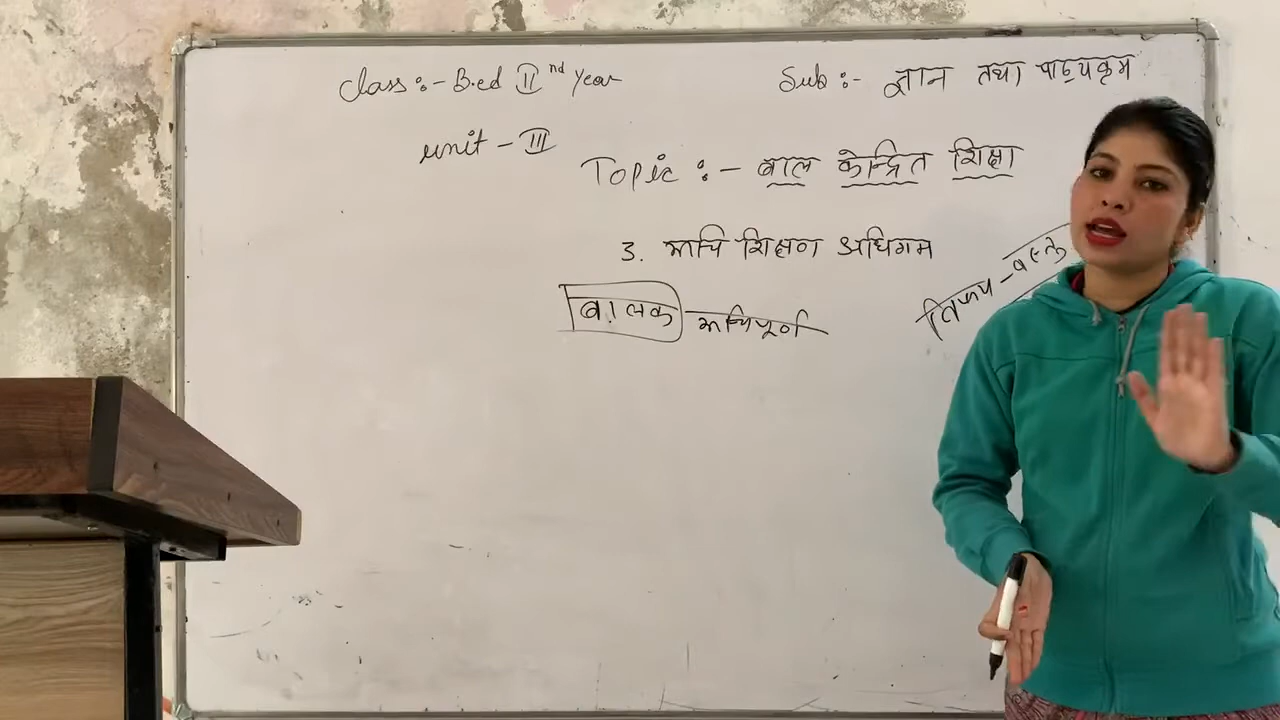 Class :- B.ed II nd Year
Sub :- ज्ञान तथा पाठ्यक्रम
unit - III
Topic :- बाल केन्द्रित शिक्षा
3. रूचि शिक्षण अधिगम
बालक रूचिपूर्ण
विषय-वस्तु